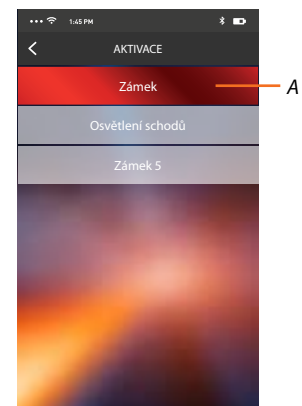 1:45 PM
AKTIVACE
Zámek
A
Osvětlení schodů
Zámek 5